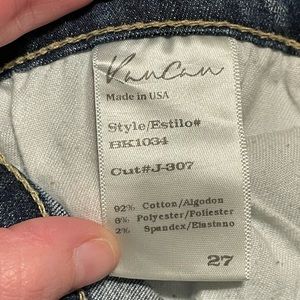 KanCan
Made in USA
Style/Estilo#
BK1034
Cut#J-307
92% Cotton/Algodon
6% Polyester/Poliester
2% Spandex/Elastano
27